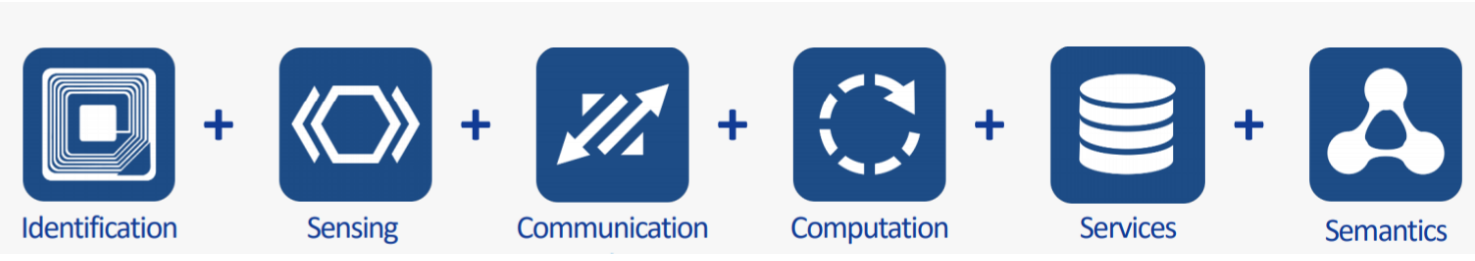 + + + + +
Identification Sensing Communication Computation Services Semantics